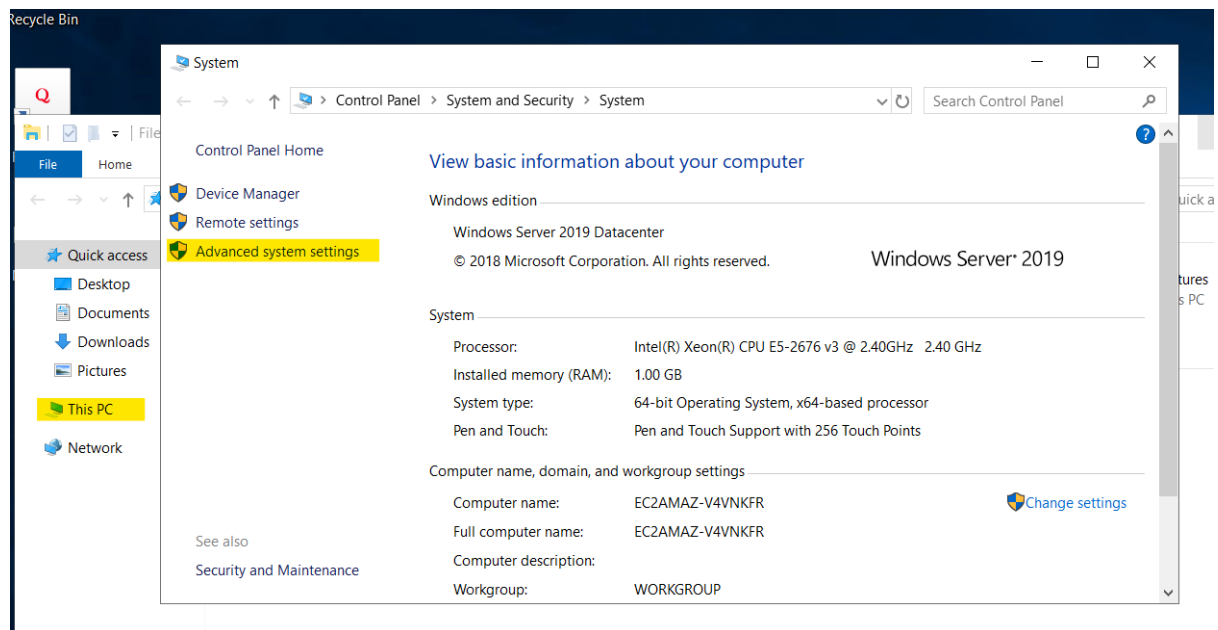 Recycle Bin
Q
System
Control Panel > System and Security > System
Search Control Panel
File
File Home
Control Panel Home
Device Manager
Remote settings
Advanced system settings
Quick access
Desktop
Documents
Downloads
Pictures
This PC
Network
See also
Security and Maintenance
?
View basic information about your computer
Windows edition
Windows Server 2019 Datacenter
© 2018 Microsoft Corporation. All rights reserved.
Windows Server® 2019
System
Processor: Intel(R) Xeon(R) CPU E5-2676 v3 @ 2.40GHz 2.40 GHz
Installed memory (RAM): 1.00 GB
System type: 64-bit Operating System, x64-based processor
Pen and Touch: Pen and Touch Support with 256 Touch Points
Computer name, domain, and workgroup settings
Computer name: EC2AMAZ-V4VNKFR
Change settings
Full computer name: EC2AMAZ-V4VNKFR
Computer description:
Workgroup: WORKGROUP
uick a
tures
s PC